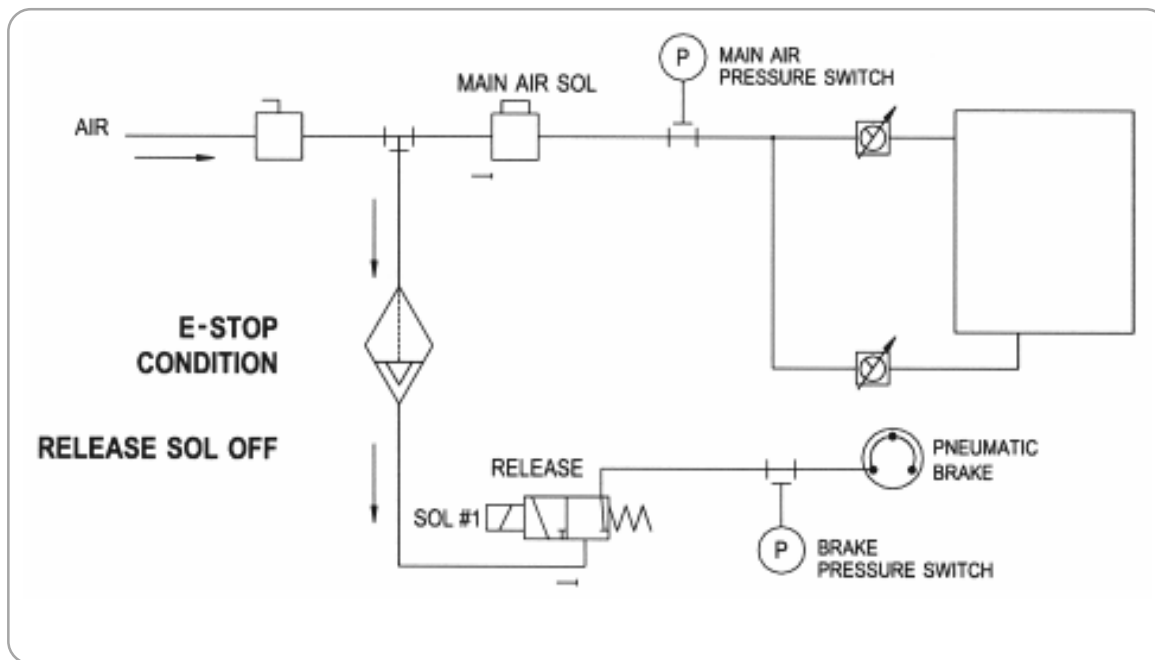 P
MAIN AIR
PRESSURE SWITCH
MAIN AIR SOL
AIR
E-STOP
CONDITION
RELEASE SOL OFF
RELEASE
SOL #1
PNEUMATIC
BRAKE
P
BRAKE
PRESSURE SWITCH